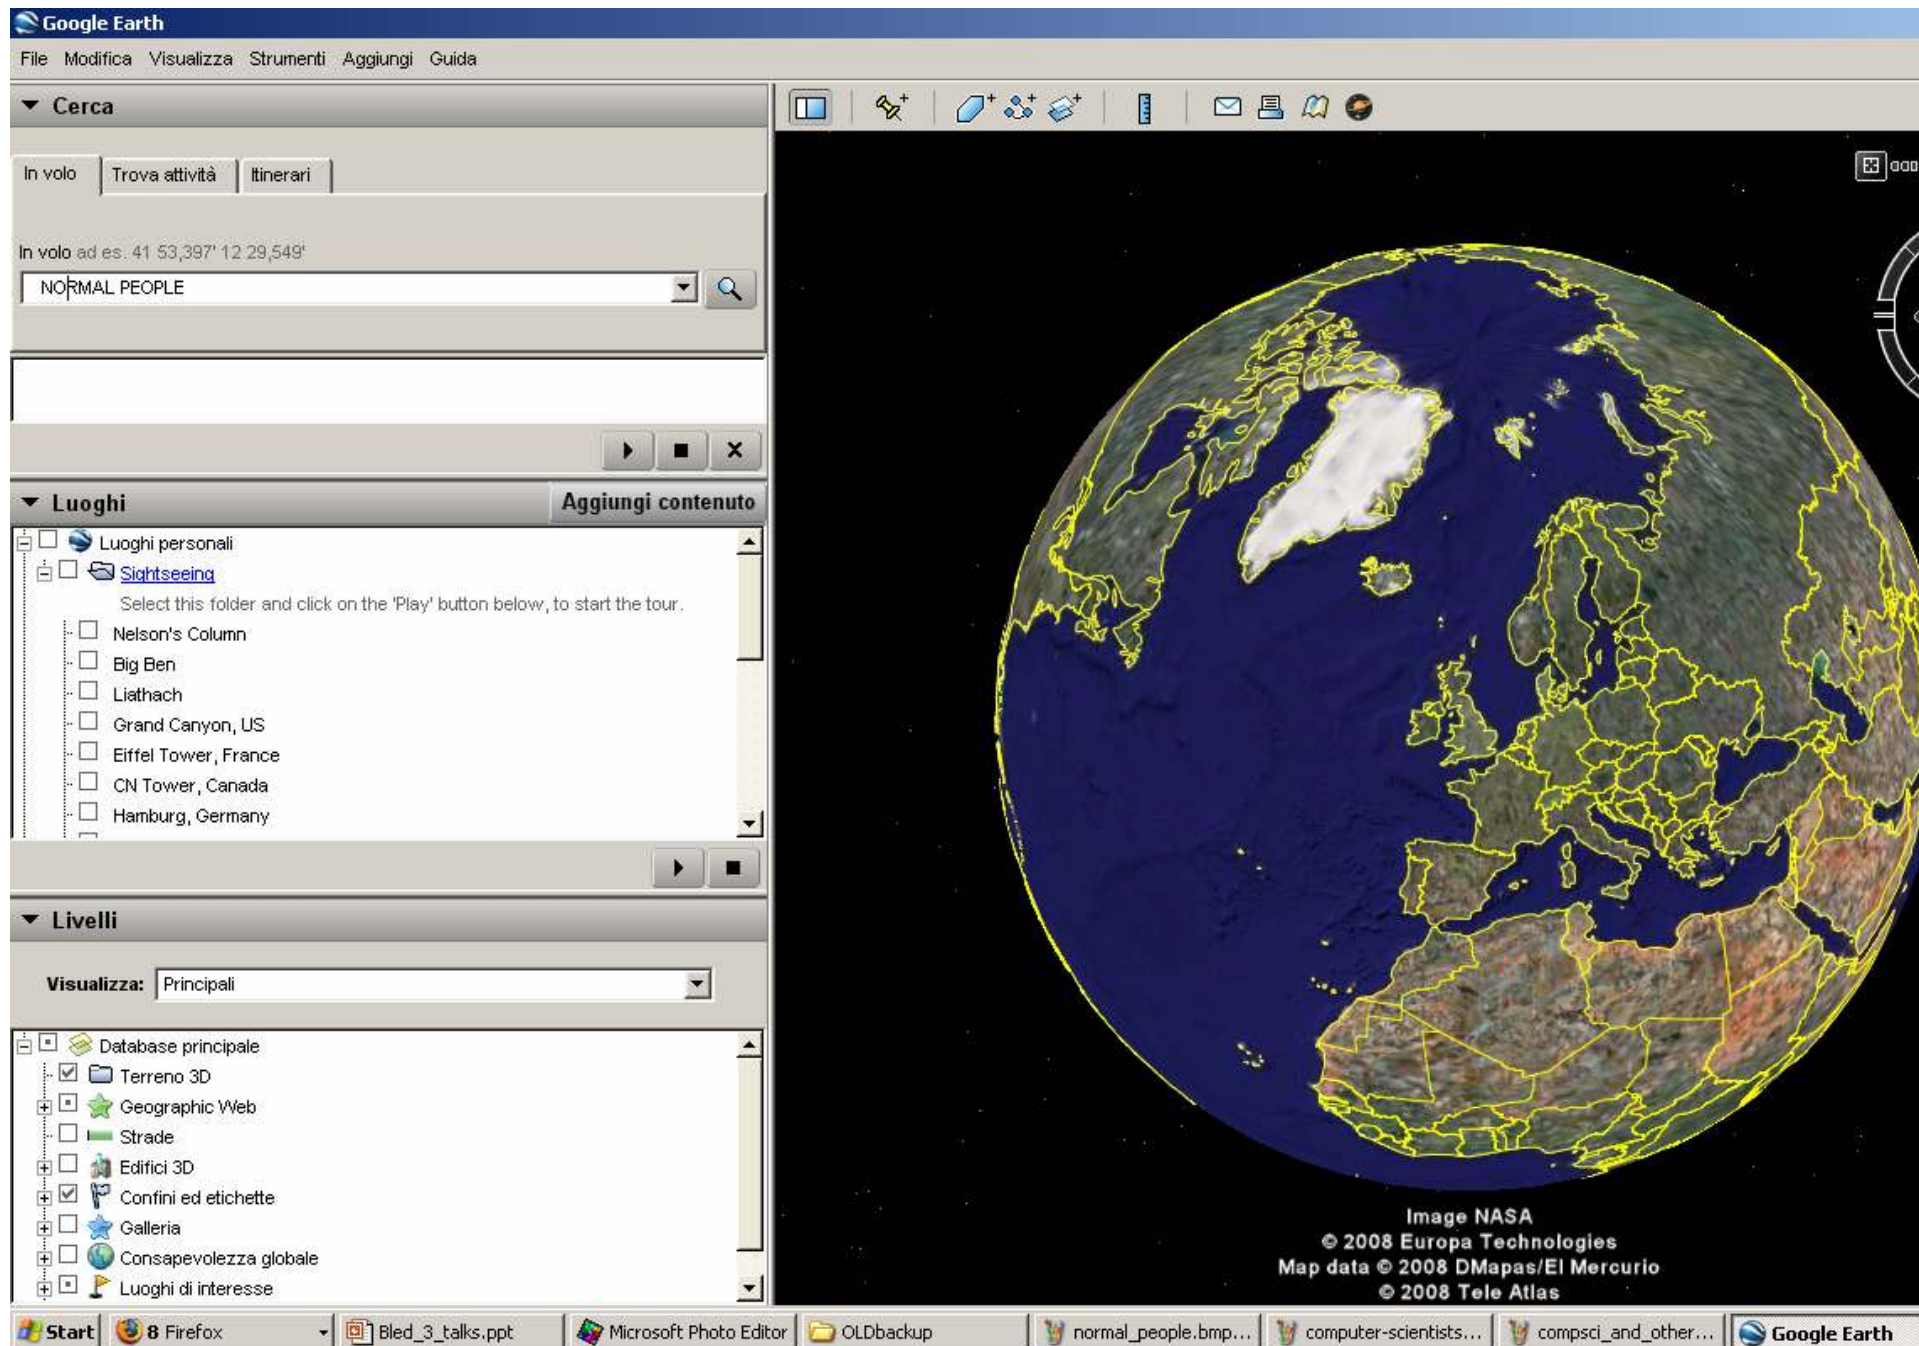 Google Earth
File Modifica Visualizza Strumenti Aggiungi Guida
Cerca
In volo Trova attività Itinerari
In volo ad es. 41 53,397' 12 29,549'
NORMAL PEOPLE
Luoghi Aggiungi contenuto
Luoghi personali
Sightseeing
Select this folder and click on the 'Play' button below, to start the tour.
Nelson's Column
Big Ben
Liathach
Grand Canyon, US
Eiffel Tower, France
CN Tower, Canada
Hamburg, Germany
Livelli
Visualizza: Principali
Database principale
Terreno 3D
Geographic Web
Strade
Edifici 3D
Confini ed etichette
Galleria
Consapevolezza globale
Luoghi di interesse
Image NASA
© 2008 Europa Technologies
Map data © 2008 DMapas/El Mercurio
© 2008 Tele Atlas
Start 8 Firefox Bled_3_talks.ppt Microsoft Photo Editor OLDbackup normal_people.bmp... computer-scientists... compsci_and_other... Google Earth